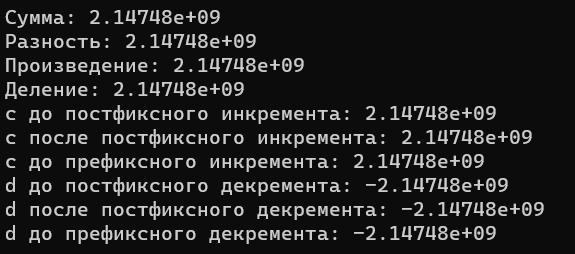 Сумма: 2.14748e+09
Разность: 2.14748e+09
Произведение: 2.14748e+09
Деление: 2.14748e+09
c до постфиксного инкремента: 2.14748e+09
c после постфиксного инкремента: 2.14748e+09
c до префиксного инкремента: 2.14748e+09
d до постфиксного декремента: -2.14748e+09
d после постфиксного декремента: -2.14748e+09
d до префиксного декремента: -2.14748e+09